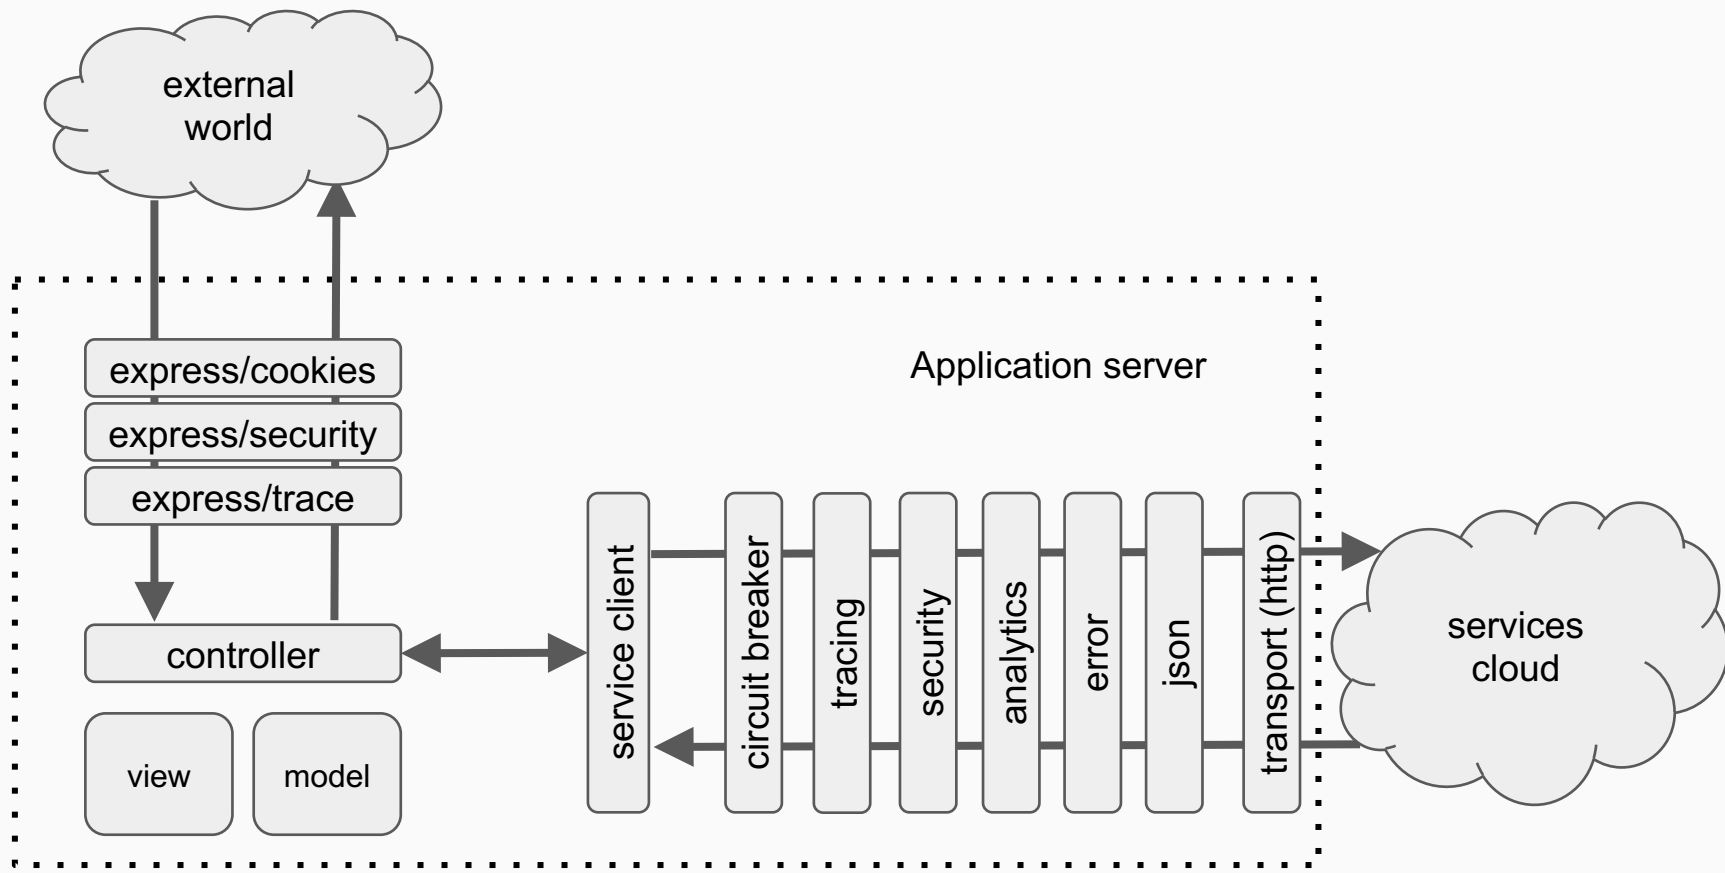 external
world
express/cookies
express/security
express/trace
controller
view
model
Application server
service client
circuit breaker
tracing
security
analytics
error
json
transport (http)
services
cloud